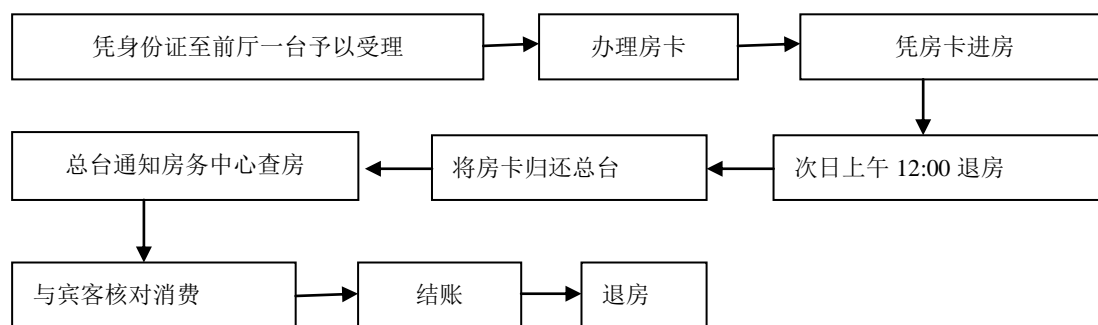 凭身份证至前厅一台予以受理
办理房卡
凭房卡进房
次日上午 12:00 退房
将房卡归还总台
总台通知房务中心查房
与宾客核对消费
结账
退房